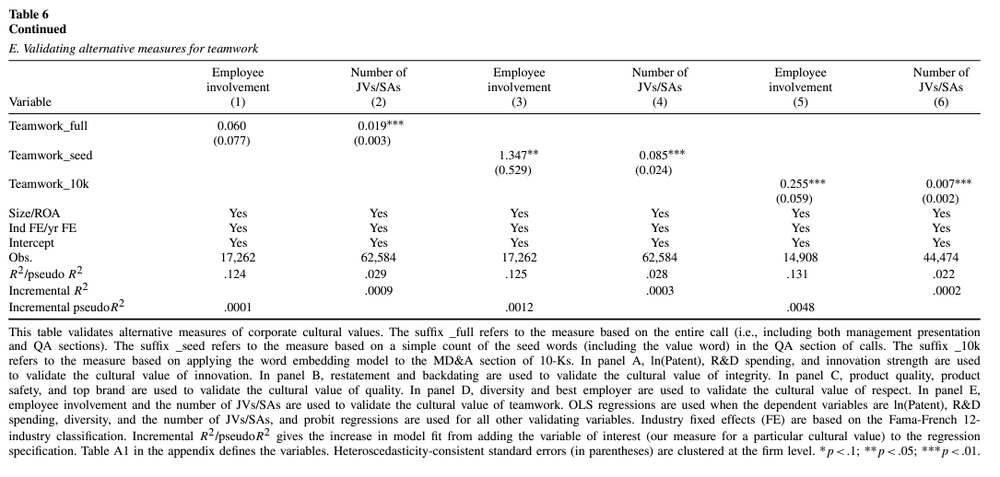 Table 6
Continued
E. Validating alternative measures for teamwork
Employee Number of Employee Number of Employee Number of
involvement JVs/SAs involvement JVs/SAs involvement JVs/SAs
Variable (1) (2) (3) (4) (5) (6)
Teamwork_full 0.060 0.019***
(0.077) (0.003)
Teamwork_seed 1.347** 0.085***
(0.529) (0.024)
Teamwork_10k 0.255*** 0.007***
(0.059) (0.002)
Size/ROA Yes Yes Yes Yes Yes Yes
Ind FE/yr FE Yes Yes Yes Yes Yes Yes
Intercept Yes Yes Yes Yes Yes Yes
Obs. 17,262 62,584 17,262 62,584 14,908 44,474
R²/pseudo R² .124 .029 .125 .028 .131 .022
Incremental R² .0009 .0003 .0002
Incremental pseudoR² .0001 .0012 .0048
This table validates alternative measures of corporate cultural values. The suffix _full refers to the measure based on the entire call (i.e., including both management presentation
and QA sections). The suffix _seed refers to the measure based on a simple count of the seed words (including the value word) in the QA section of calls. The suffix _10k
refers to the measure based on applying the word embedding model to the MD&A section of 10-Ks. In panel A, ln(Patent), R&D spending, and innovation strength are used
to validate the cultural value of innovation. In panel B, restatement and backdating are used to validate the cultural value of integrity. In panel C, product quality, product
safety, and top brand are used to validate the cultural value of quality. In panel D, diversity and best employer are used to validate the cultural value of respect. In panel E,
employee involvement and the number of JVs/SAs are used to validate the cultural value of teamwork. OLS regressions are used when the dependent variables are ln(Patent), R&D
spending, diversity, and the number of JVs/SAs, and probit regressions are used for all other validating variables. Industry fixed effects (FE) are based on the Fama-French 12-
industry classification. Incremental R²/pseudoR² gives the increase in model fit from adding the variable of interest (our measure for a particular cultural value) to the regression
specification. Table A1 in the appendix defines the variables. Heteroscedasticity-consistent standard errors (in parentheses) are clustered at the firm level. *p <.1; **p <.05; ***p <.01.